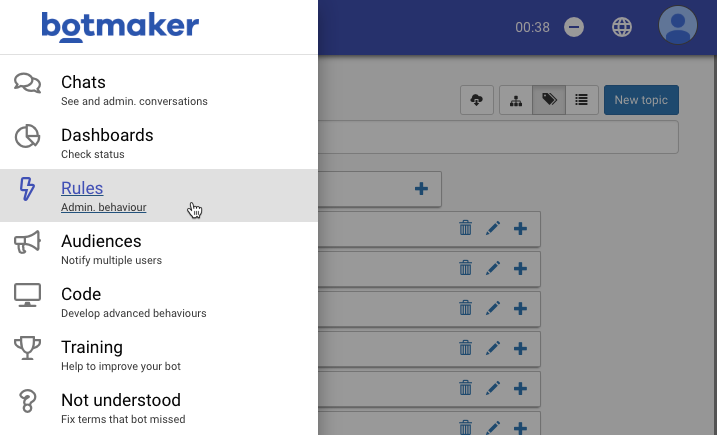 botmaker
00:38
Chats
See and admin. conversations
Dashboards
Check status
New topic
Rules
Admin. behaviour
Audiences
Notify multiple users
Code
Develop advanced behaviours
Training
Help to improve your bot
Not understood
Fix terms that bot missed